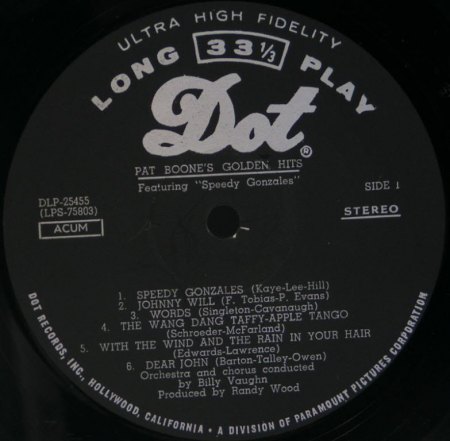 ULTRA HIGH FIDELITY
LONG 33 1/3 PLAY
Dot®
PAT BOONE'S GOLDEN HITS
Featuring "Speedy Gonzales"
DLP-25455
(LPS-75803)
ACUM
SIDE 1
STEREO
1. SPEEDY GONZALES (Kaye-Lee-Hill)
2. JOHNNY WILL (F. Tobias-P. Evans)
3. WORDS (Singleton-Cavanaugh)
4. THE WANG DANG TAFFY-APPLE TANGO
(Schroeder-McFarland)
5. WITH THE WIND AND THE RAIN IN YOUR HAIR
(Edwards-Lawrence)
6. DEAR JOHN (Barton-Talley-Owen)
Orchestra and chorus conducted
by Billy Vaughn
Produced by Randy Wood
DOT RECORDS, INC., HOLLYWOOD, CALIFORNIA • A DIVISION OF PARAMOUNT PICTURES CORPORATION